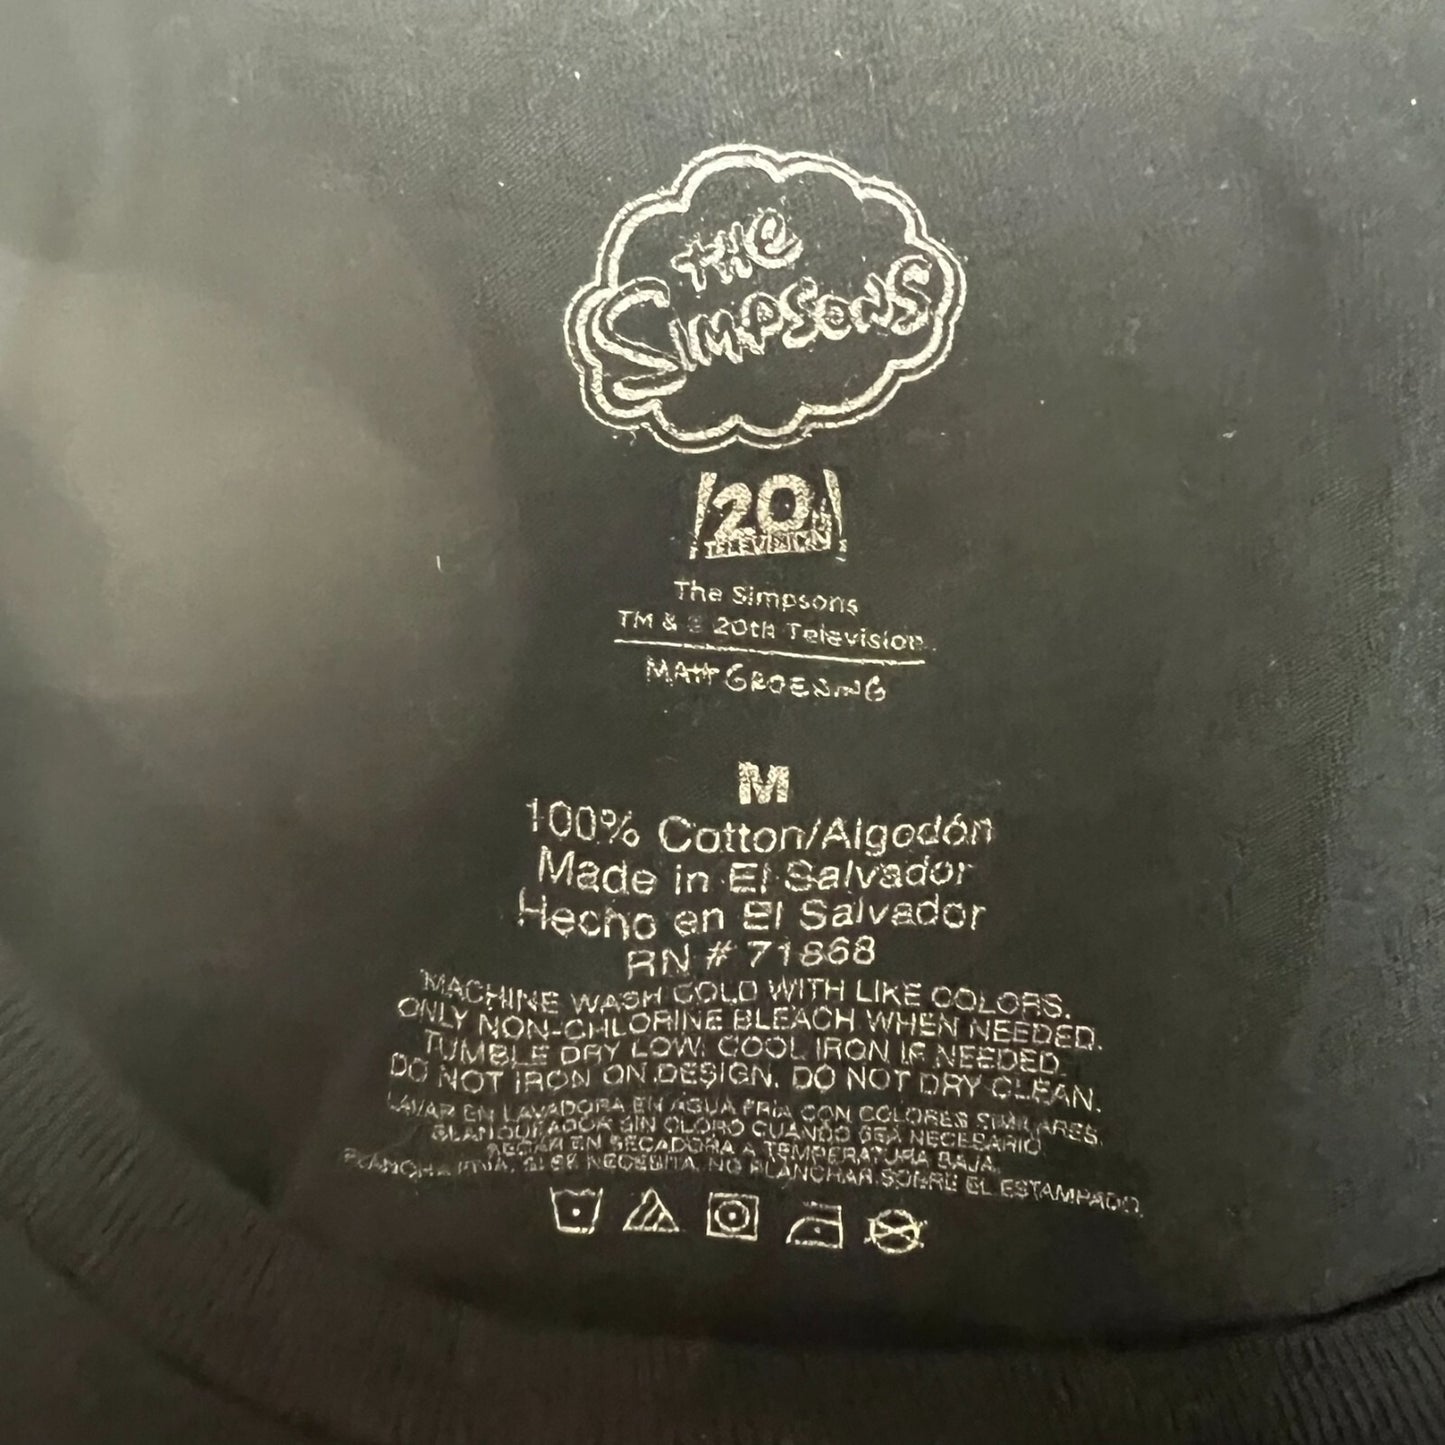 THE
SIMPSONS
20
TELEVISION
The Simpsons
TM & © 20th Television.
MATT GROENING
M
100% Cotton/Algodón
Made in El Salvador
Hecho en El Salvador
RN # 71868
MACHINE WASH COLD WITH LIKE COLORS.
ONLY NON-CHLORINE BLEACH WHEN NEEDED.
TUMBLE DRY LOW. COOL IRON IF NEEDED.
DO NOT IRON ON DESIGN. DO NOT DRY CLEAN.
LAVAR EN LAVADORA EN AGUA FRIA CON COLORES SIMILARES.
BLANQUEADOR SIN CLORO CUANDO SEA NECESARIO
SECAR EN SECADORA A TEMPERATURA BAJA.
PLANCHA TIVIA, SI SE NECESITA. NO PLANCHAR SOBRE EL ESTAMPADO.